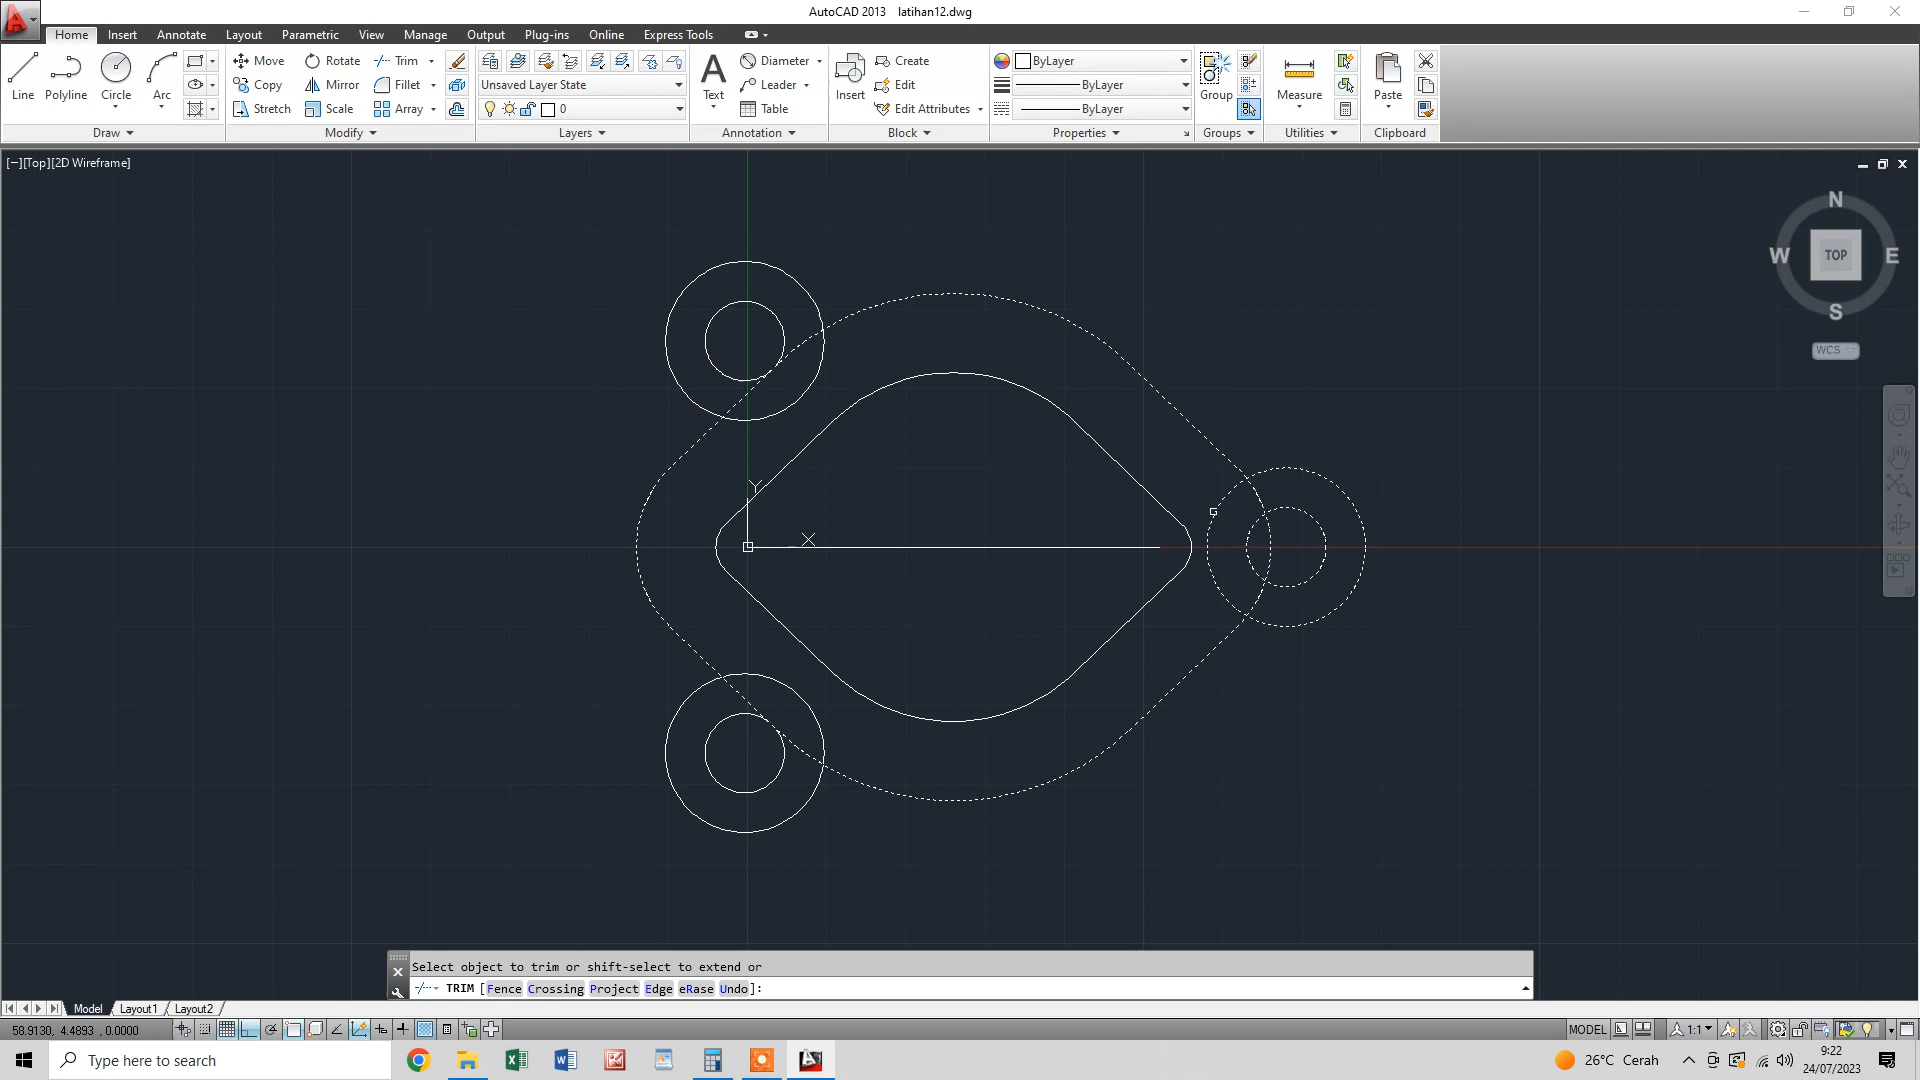 AutoCAD 2013 latihan12.dwg
Home Insert Annotate Layout Parametric View Manage Output Plug-ins Online Express Tools
Line Polyline Circle Arc
Move Rotate Trim
Copy Mirror Fillet
Stretch Scale Array
Unsaved Layer State
0
Text
Diameter
Leader
Table
Insert
Create
Edit
Edit Attributes
ByLayer
ByLayer
ByLayer
Group
Measure
Paste
Draw Modify Layers Annotation Block Properties Groups Utilities Clipboard
[−][Top][2D Wireframe]
N
W TOP E
S
WCS
Y
X
Select object to trim or shift-select to extend or
TRIM [Fence Crossing Project Edge eRase Undo]:
Model Layout1 Layout2
58.9130, 4.4893 , 0.0000
MODEL 1:1
Type here to search
26°C Cerah
9:22
24/07/2023